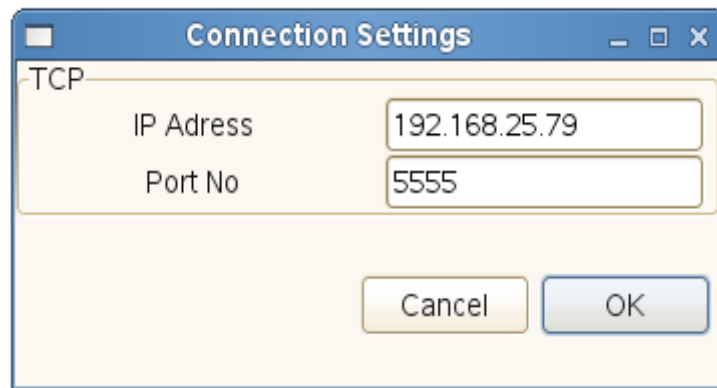 Connection Settings
TCP
IP Adress 192.168.25.79
Port No 5555
Cancel OK